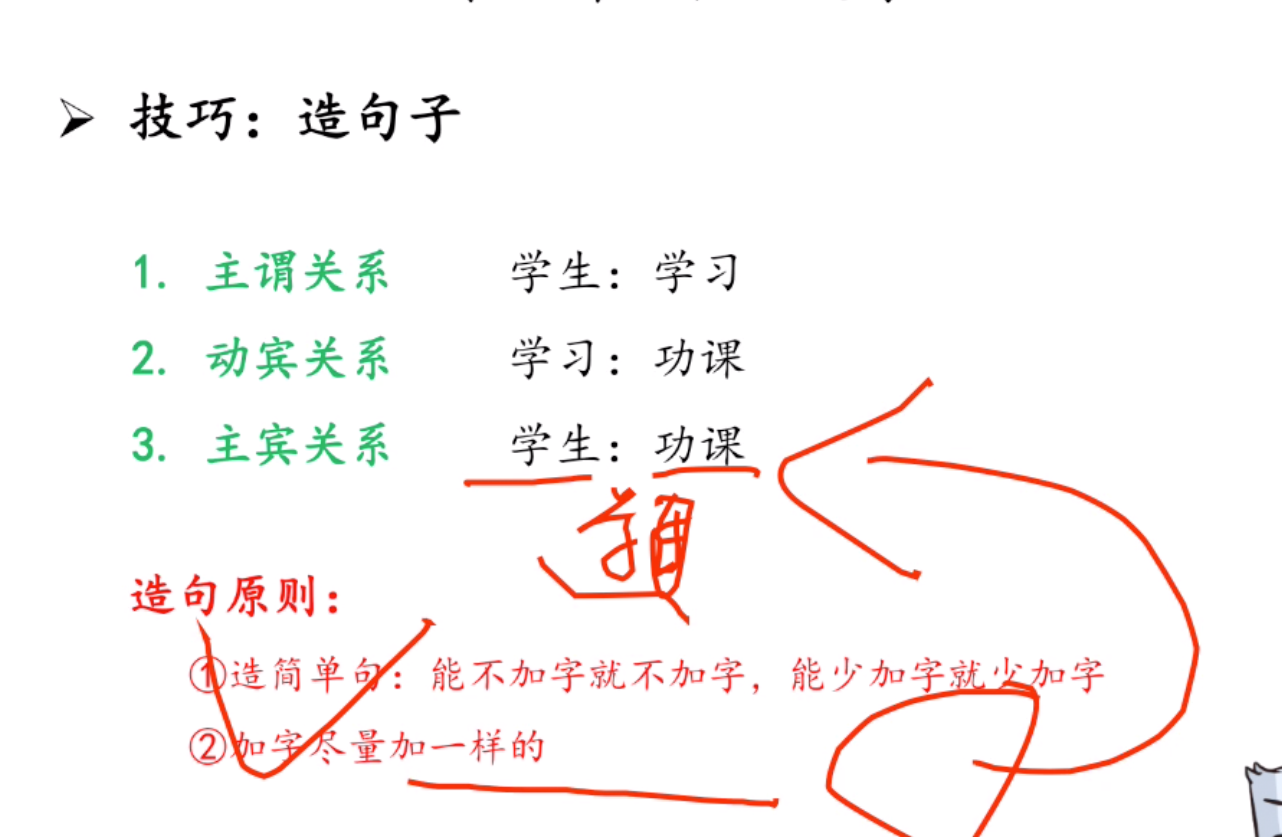 技巧：造句子
1. 主谓关系 学生：学习
2. 动宾关系 学习：功课
3. 主宾关系 学生：功课
造句原则：
①造简单句：能不加字就不加字，能少加字就少加字
②加字尽量加一样的